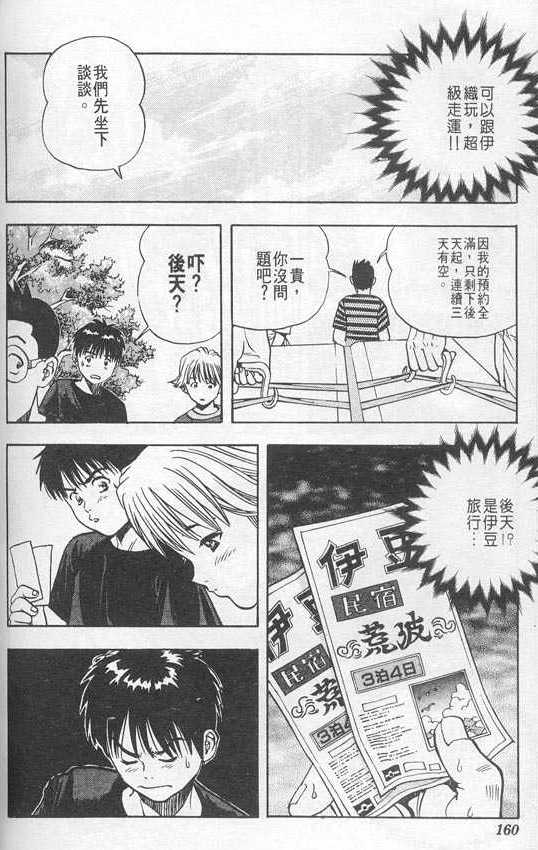 可以跟伊
織玩，超
級走運!!
我們先坐下
談談。
因我的預約全
滿，只剩下後
天起，連續三
天有空。
一貴，
你沒問
題吧？
吓？
後天？
後天!?
是伊豆
旅行…
伊豆
民宿
荒波
3泊4日
伊豆
民宿
荒
3泊4
160